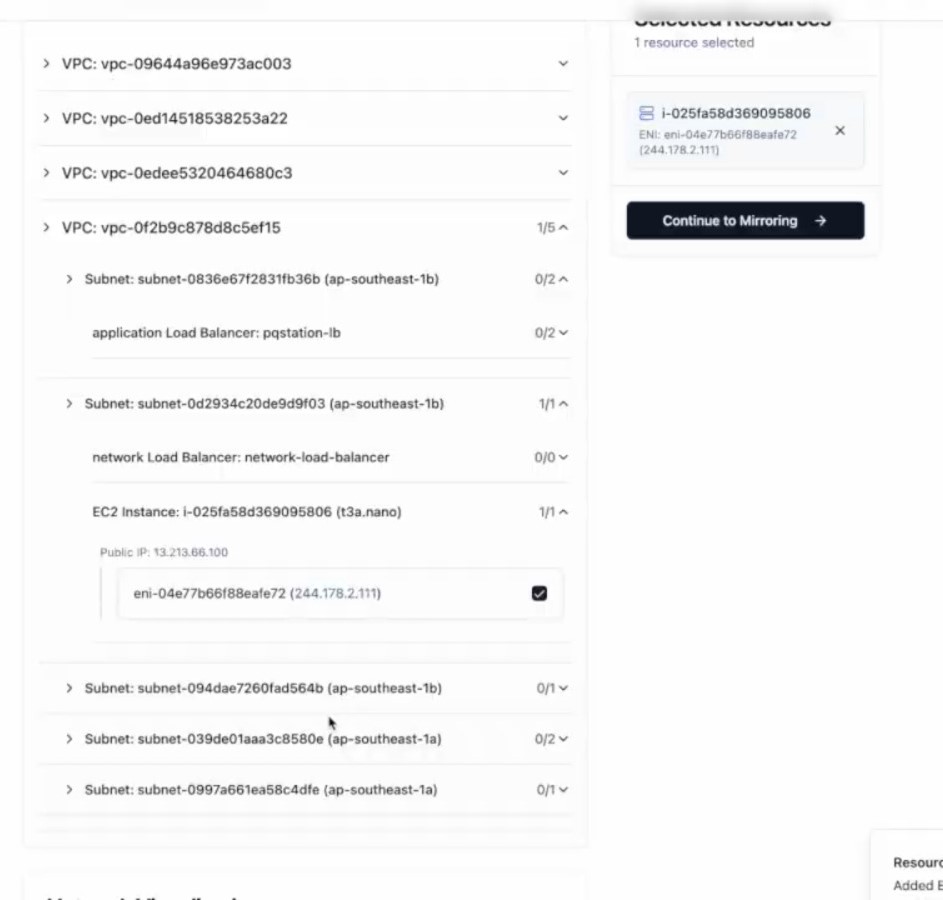 VPC: vpc-09644a96e973ac003
VPC: vpc-0ed14518538253a22
VPC: vpc-0edee5320464680c3
VPC: vpc-0f2b9c878d8c5ef15 1/5
Subnet: subnet-0836e67f2831fb36b (ap-southeast-1b) 0/2
application Load Balancer: pqstation-lb 0/2
Subnet: subnet-0d2934c20de9d9f03 (ap-southeast-1b) 1/1
network Load Balancer: network-load-balancer 0/0
EC2 Instance: i-025fa58d369095806 (t3a.nano) 1/1
Public IP: 13.213.66.100
eni-04e77b66f88eafe72 (244.178.2.111)
Subnet: subnet-094dae7260fad564b (ap-southeast-1b) 0/1
Subnet: subnet-039de01aaa3c8580e (ap-southeast-1a) 0/2
Subnet: subnet-0997a661ea58c4dfe (ap-southeast-1a) 0/1
Selected Resources
1 resource selected
i-025fa58d369095806
ENI: eni-04e77b66f88eafe72
(244.178.2.111)
Continue to Mirroring →
Resourc
Added E